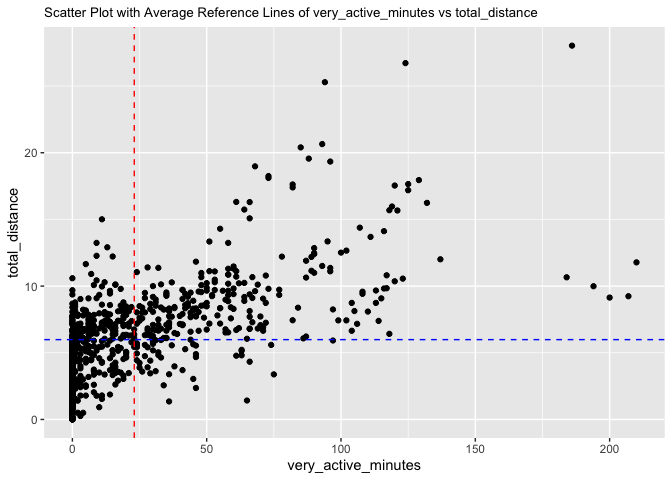 Scatter Plot with Average Reference Lines of very_active_minutes vs total_distance
total_distance
20
10
0
0 50 100 150 200
very_active_minutes